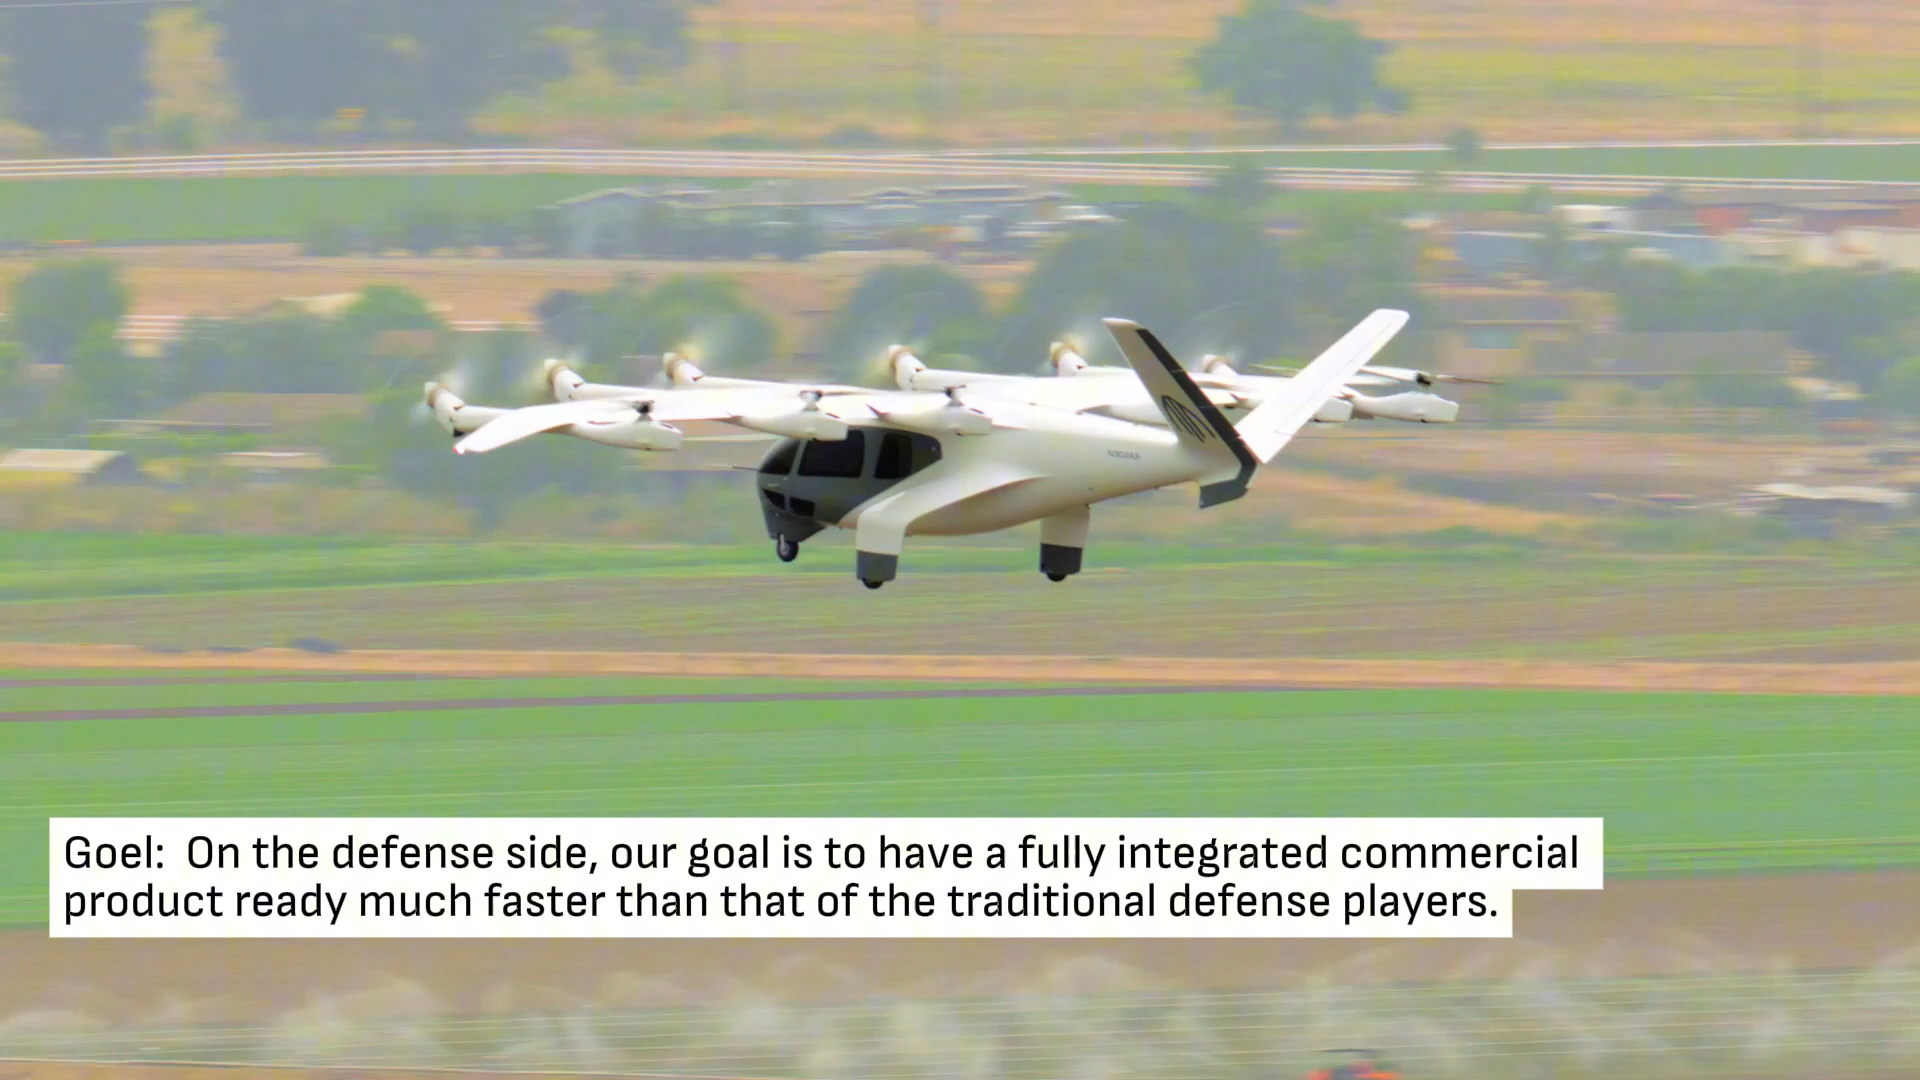 Goel:  On the defense side, our goal is to have a fully integrated commercial
product ready much faster than that of the traditional defense players.